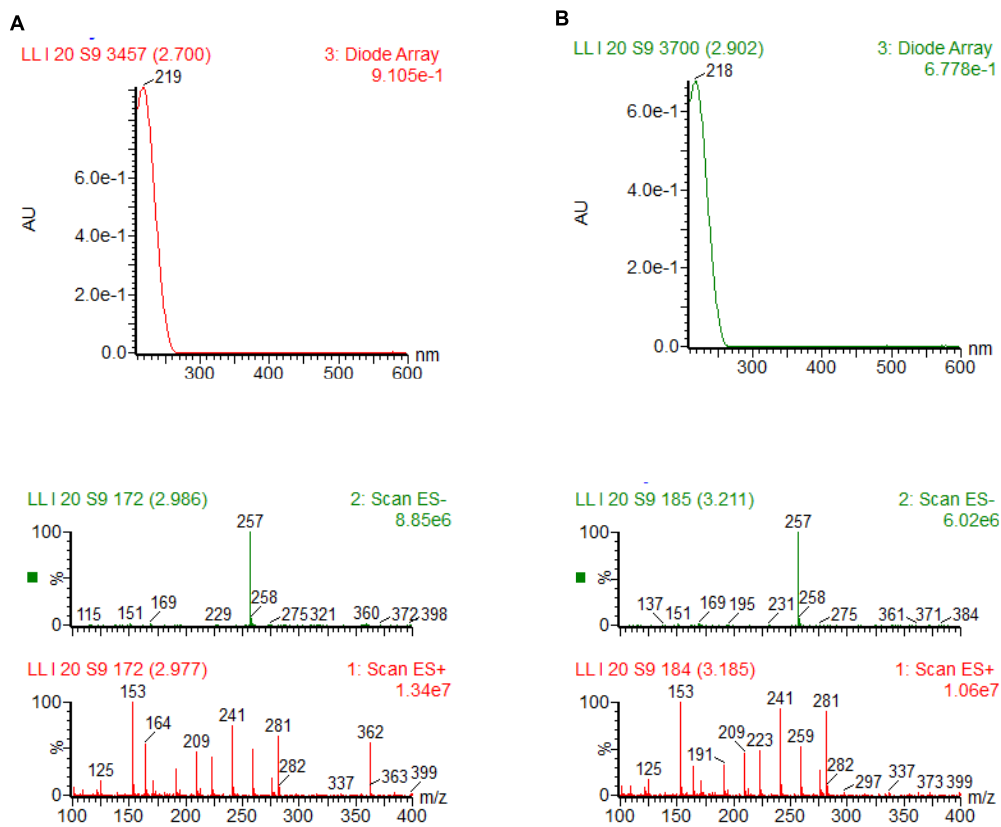 A
LL I 20 S9 3457 (2.700) 3: Diode Array
9.105e-1
219
6.0e-1
4.0e-1
2.0e-1
0.0
AU
300 400 500 600 nm
B
LL I 20 S9 3700 (2.902) 3: Diode Array
6.778e-1
218
6.0e-1
4.0e-1
2.0e-1
0.0
AU
300 400 500 600 nm
LL I 20 S9 172 (2.986) 2: Scan ES-
8.85e6
100
%
0
257
115 151 169 229 258 275 321 360 372 398
LL I 20 S9 172 (2.977) 1: Scan ES+
1.34e7
100
%
0
125 153 164 209 241 281 282 337 362 363 399
100 150 200 250 300 350 400 m/z
LL I 20 S9 185 (3.211) 2: Scan ES-
6.02e6
100
%
0
257
137 151 169 195 231 258 275 361 371 384
LL I 20 S9 184 (3.185) 1: Scan ES+
1.06e7
100
%
0
125 153 191 209 223 241 259 281 282 297 337 373 399
100 150 200 250 300 350 400 m/z